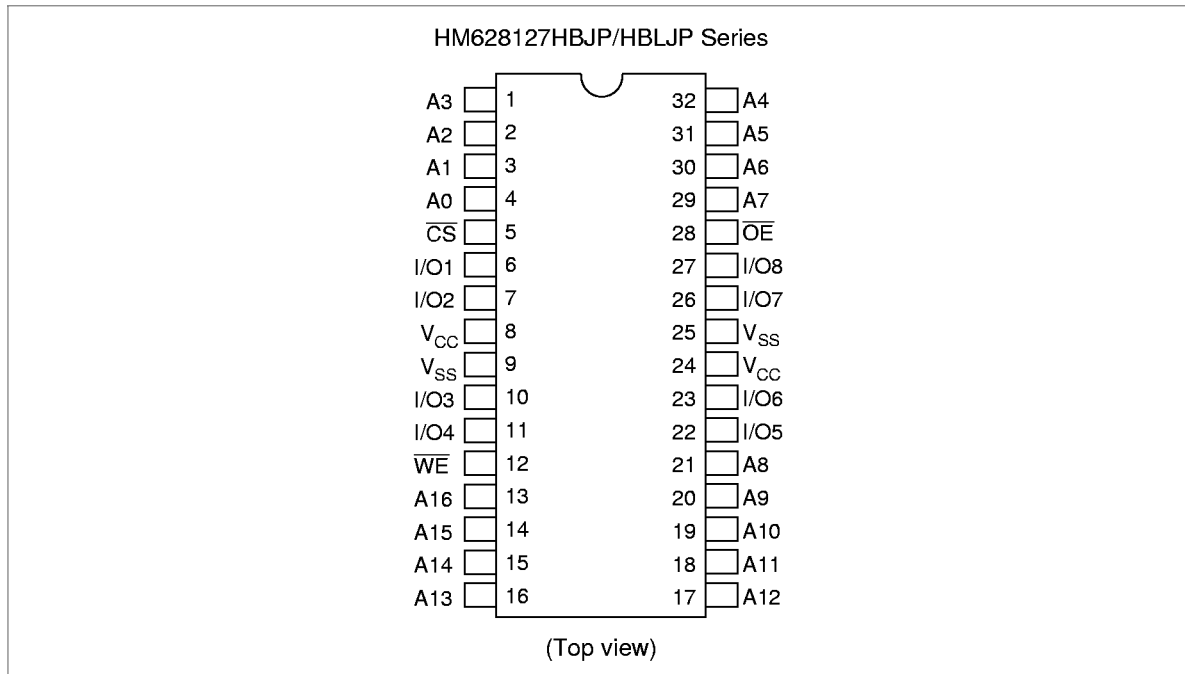 HM628127HBJP/HBLJP Series
A3 1 32 A4
A2 2 31 A5
A1 3 30 A6
A0 4 29 A7
C̅S̅ 5 28 O̅E̅
I/O1 6 27 I/O8
I/O2 7 26 I/O7
VCC 8 25 VSS
VSS 9 24 VCC
I/O3 10 23 I/O6
I/O4 11 22 I/O5
W̅E̅ 12 21 A8
A16 13 20 A9
A15 14 19 A10
A14 15 18 A11
A13 16 17 A12
(Top view)